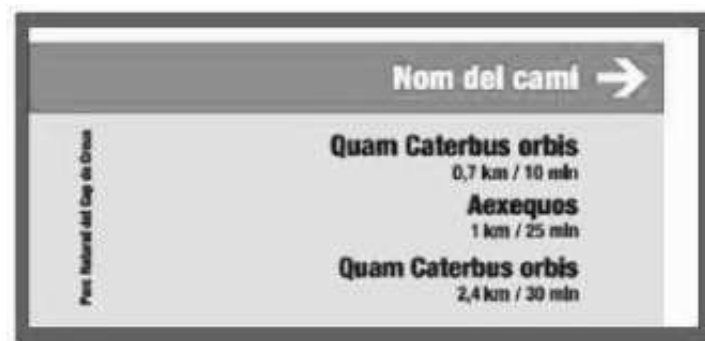 Nom del camí
Quam Caterbus orbis
0,7 km / 10 min
Aexequos
1 km / 25 min
Quam Caterbus orbis
2,4 km / 30 min
Parc Natural del Cap de Creus